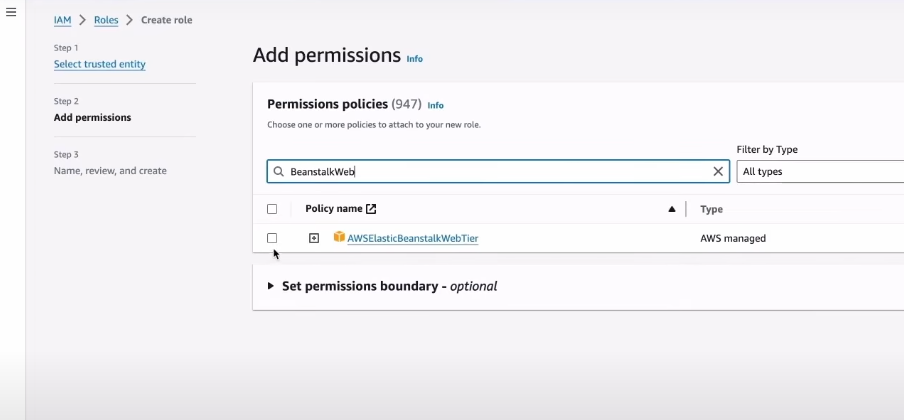 IAM > Roles > Create role
Step 1
Select trusted entity
Step 2
Add permissions
Step 3
Name, review, and create
Add permissions Info
Permissions policies (947) Info
Choose one or more policies to attach to your new role.
Filter by Type
BeanstalkWeb
All types
Policy name
Type
AWSElasticBeanstalkWebTier
AWS managed
Set permissions boundary - optional